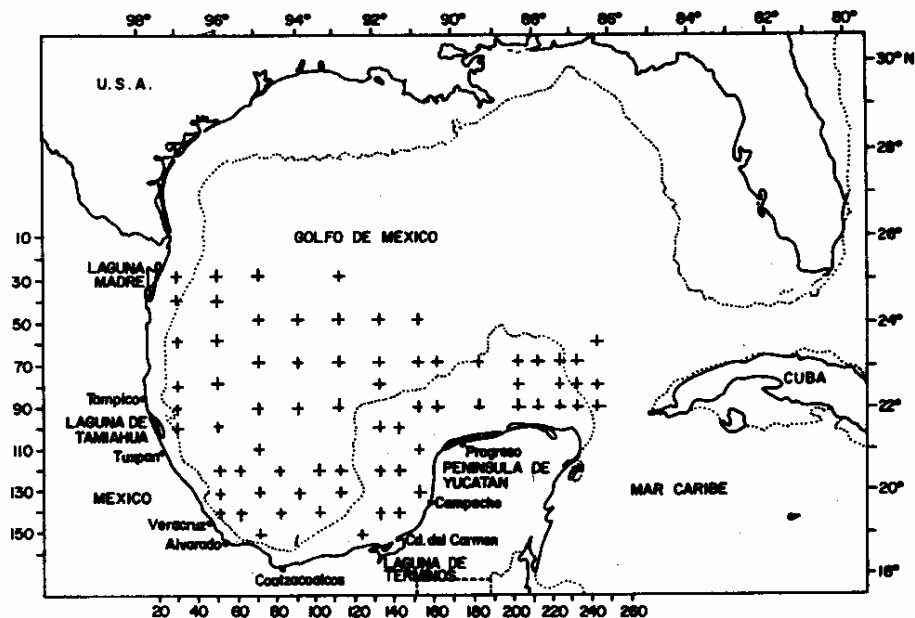 98° 96° 94° 92° 90° 88° 86° 84° 82° 80°
30° N
U.S.A.
28°
GOLFO DE MEXICO
10
26°
LAGUNA
MADRE
30
24°
50
70
CUBA
Tampico
90
22°
LAGUNA DE
TAMIAHUA
110
Tuxpan
Progreso
PENINSULA DE
YUCATAN
MEXICO
130
MAR CARIBE
20°
Campeche
Veracruz
150
Alvarado
Cd. del Carmen
LAGUNA DE
TERMINOS
18°
Coatzacoalcos
20 40 60 80 100 120 140 160 180 200 220 240 260